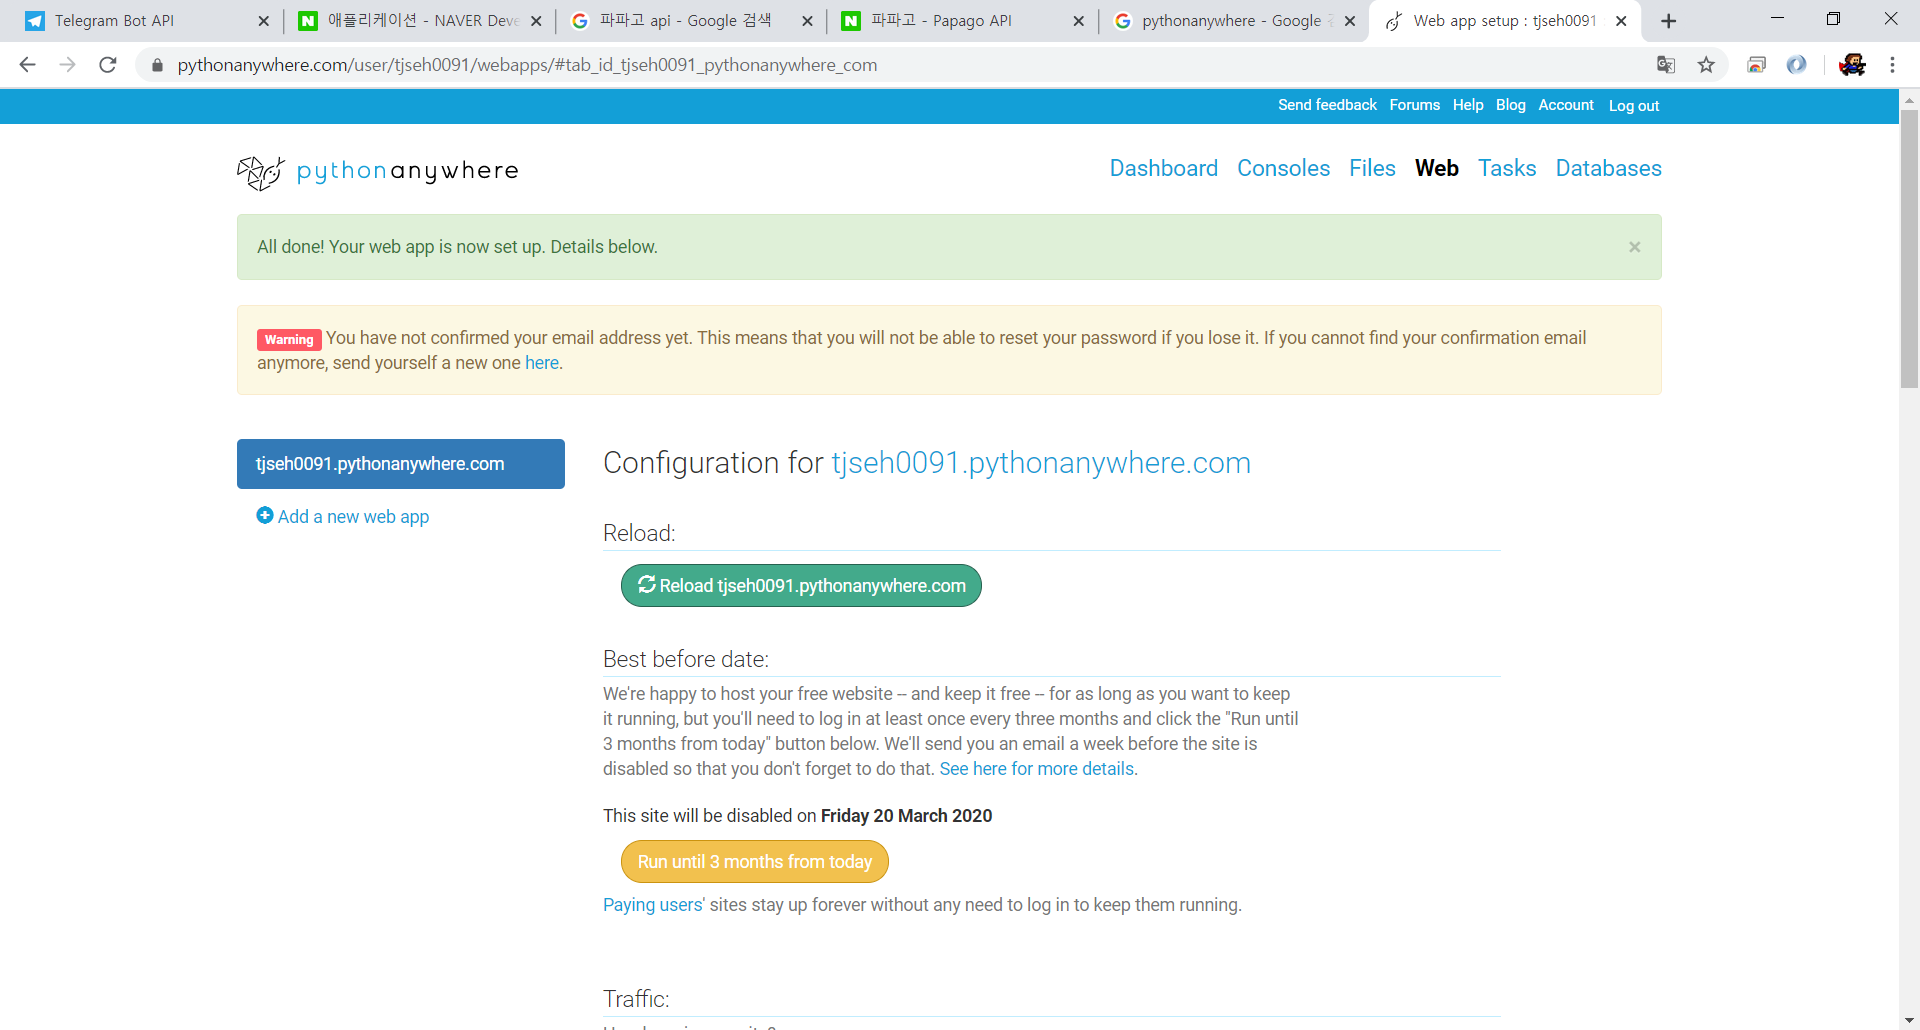 Telegram Bot API
애플리케이션 - NAVER Deve
파파고 api - Google 검색
파파고 - Papago API
pythonanywhere - Google
Web app setup : tjseh0091
pythonanywhere.com/user/tjseh0091/webapps/#tab_id_tjseh0091_pythonanywhere_com
Send feedback Forums Help Blog Account Log out
pythonanywhere
Dashboard Consoles Files Web Tasks Databases
All done! Your web app is now set up. Details below.
Warning You have not confirmed your email address yet. This means that you will not be able to reset your password if you lose it. If you cannot find your confirmation email
anymore, send yourself a new one here.
tjseh0091.pythonanywhere.com
Add a new web app
Configuration for tjseh0091.pythonanywhere.com
Reload:
Reload tjseh0091.pythonanywhere.com
Best before date:
We're happy to host your free website -- and keep it free -- for as long as you want to keep
it running, but you'll need to log in at least once every three months and click the "Run until
3 months from today" button below. We'll send you an email a week before the site is
disabled so that you don't forget to do that. See here for more details.
This site will be disabled on Friday 20 March 2020
Run until 3 months from today
Paying users' sites stay up forever without any need to log in to keep them running.
Traffic: